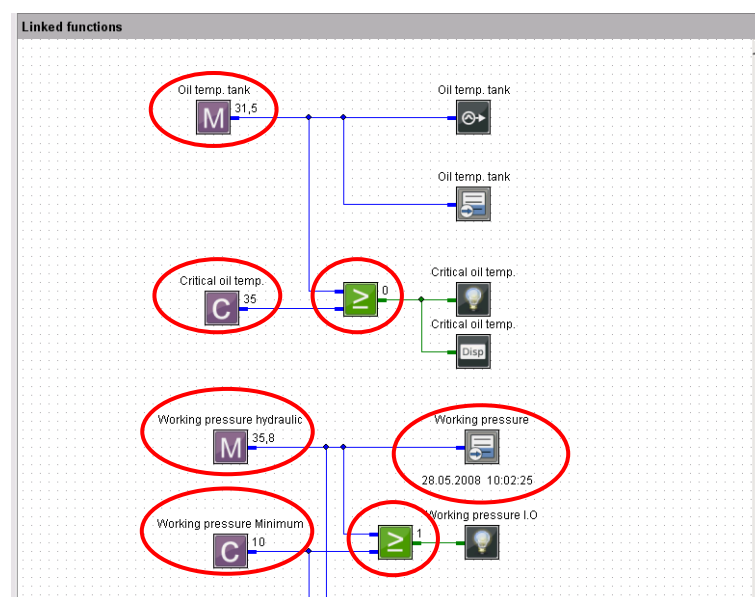 Linked functions
Oil temp. tank
Oil temp. tank
M
31,5
Oil temp. tank
Critical oil temp.
Critical oil temp.
C
35
≥
0
Critical oil temp.
Disp
Working pressure hydraulic
Working pressure
M
35,8
28.05.2008 10:02:25
Working pressure Minimum
Working pressure I.O
C
10
≥
1